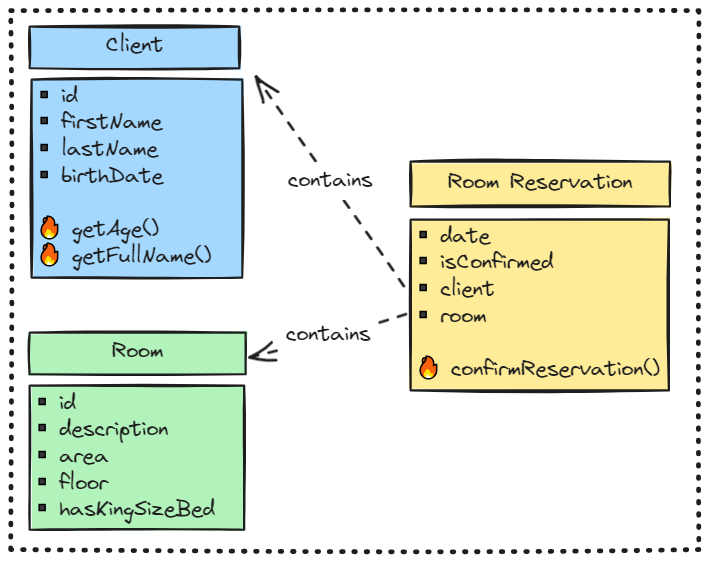 Client
id
firstName
lastName
birthDate
getAge()
getFullName()
contains
Room Reservation
date
isConfirmed
client
room
confirmReservation()
contains
Room
id
description
area
floor
hasKingSizeBed